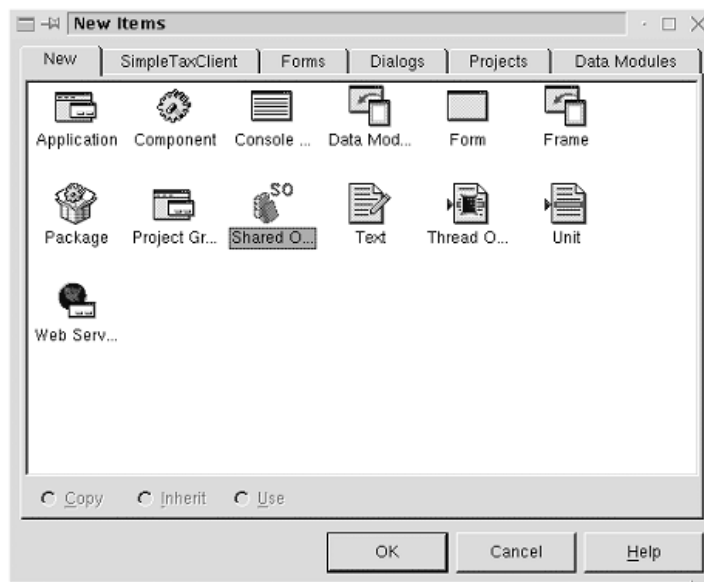 New Items
New SimpleTaxClient Forms Dialogs Projects Data Modules
Application Component Console ... Data Mod... Form Frame
SO
Package Project Gr... Shared O... Text Thread O... Unit
Web Serv...
Copy Inherit Use
OK Cancel Help